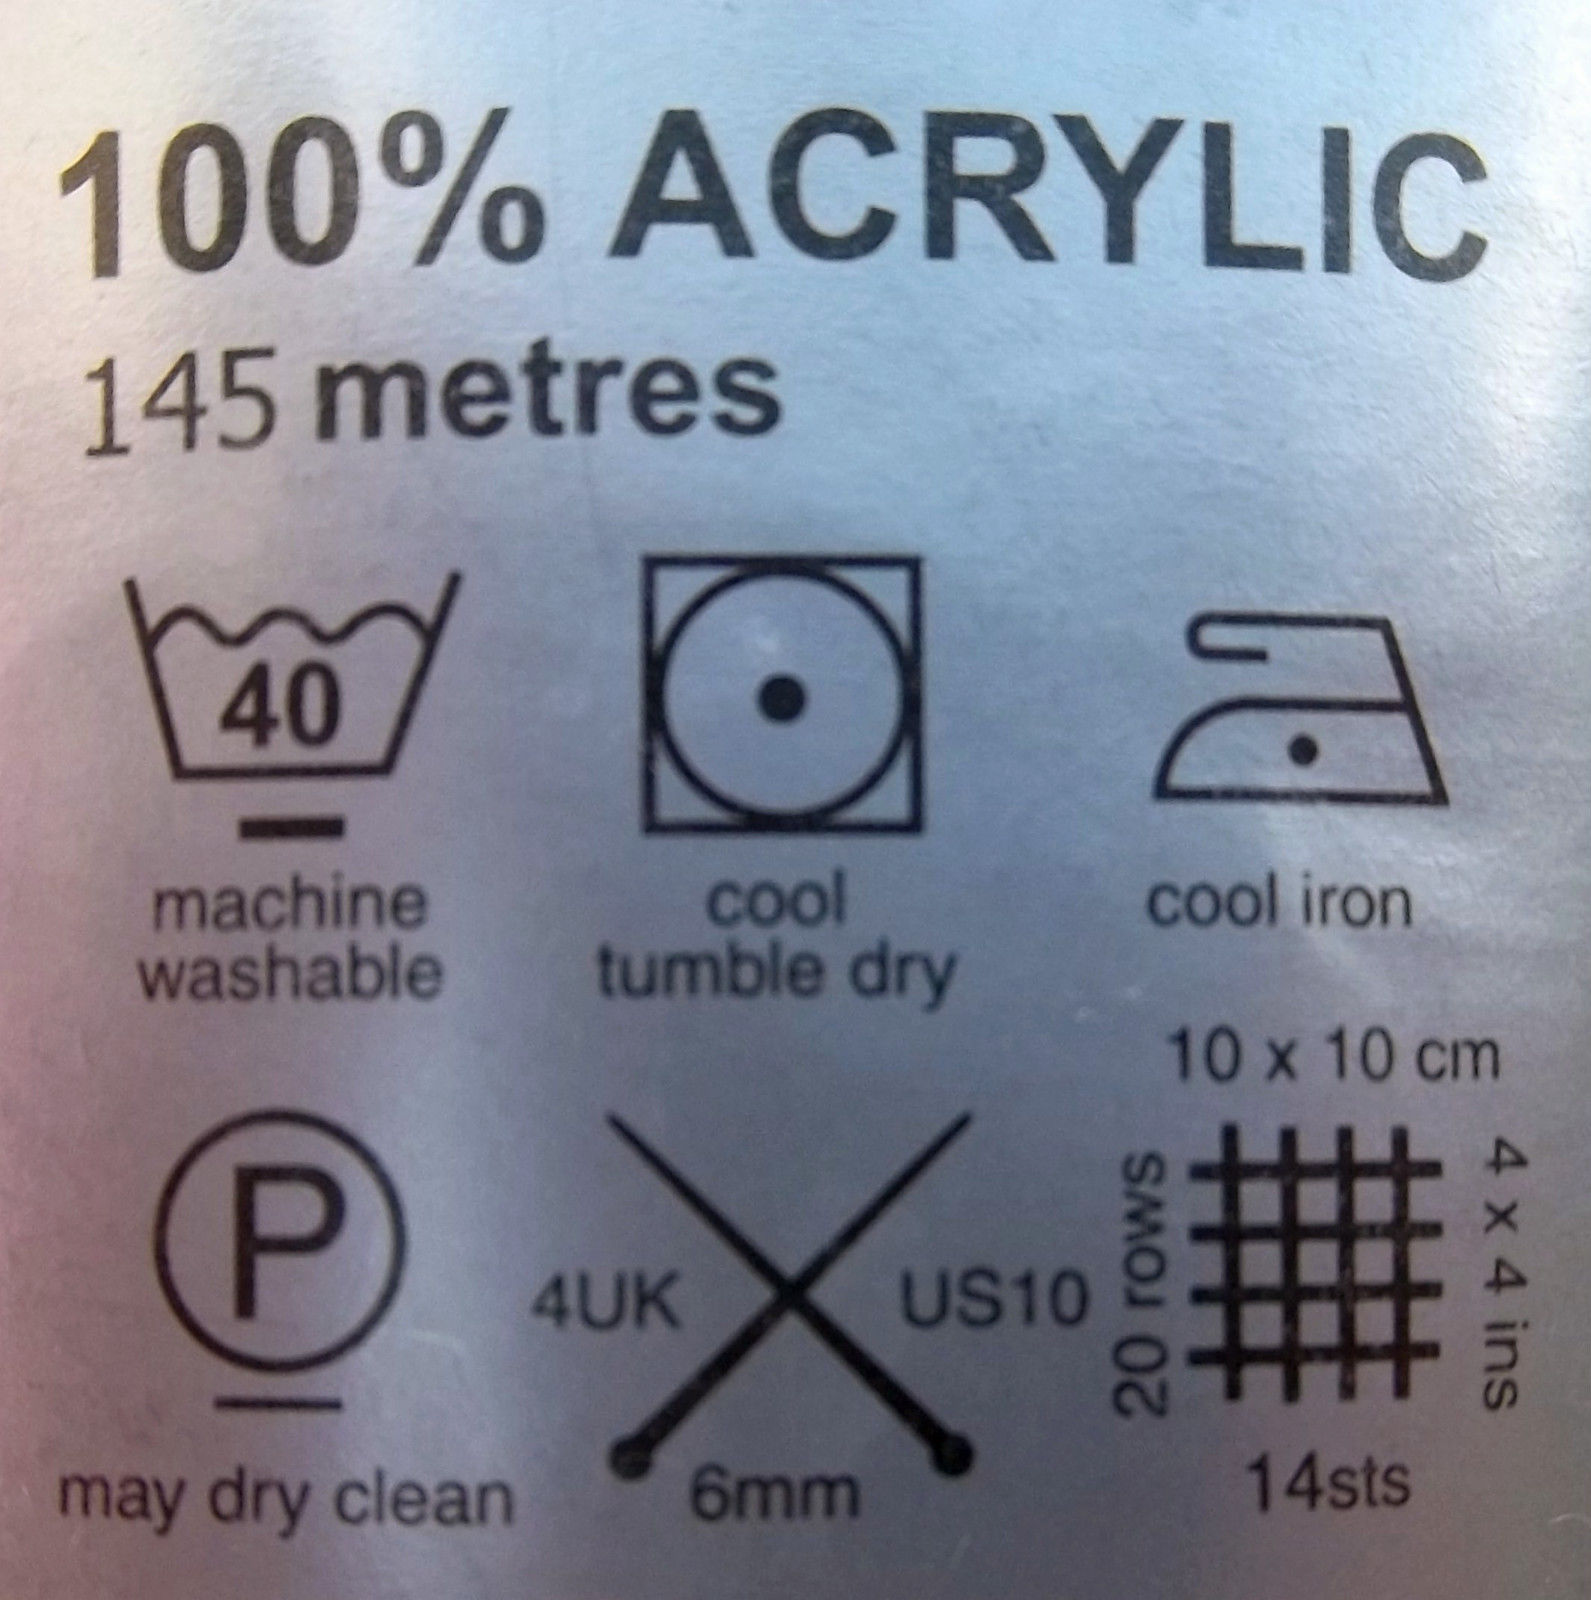 100% ACRYLIC
145 metres
40
machine
washable
cool
tumble dry
cool iron
P
may dry clean
4UK
US10
6mm
10 x 10 cm
20 rows
4 x 4 ins
14sts